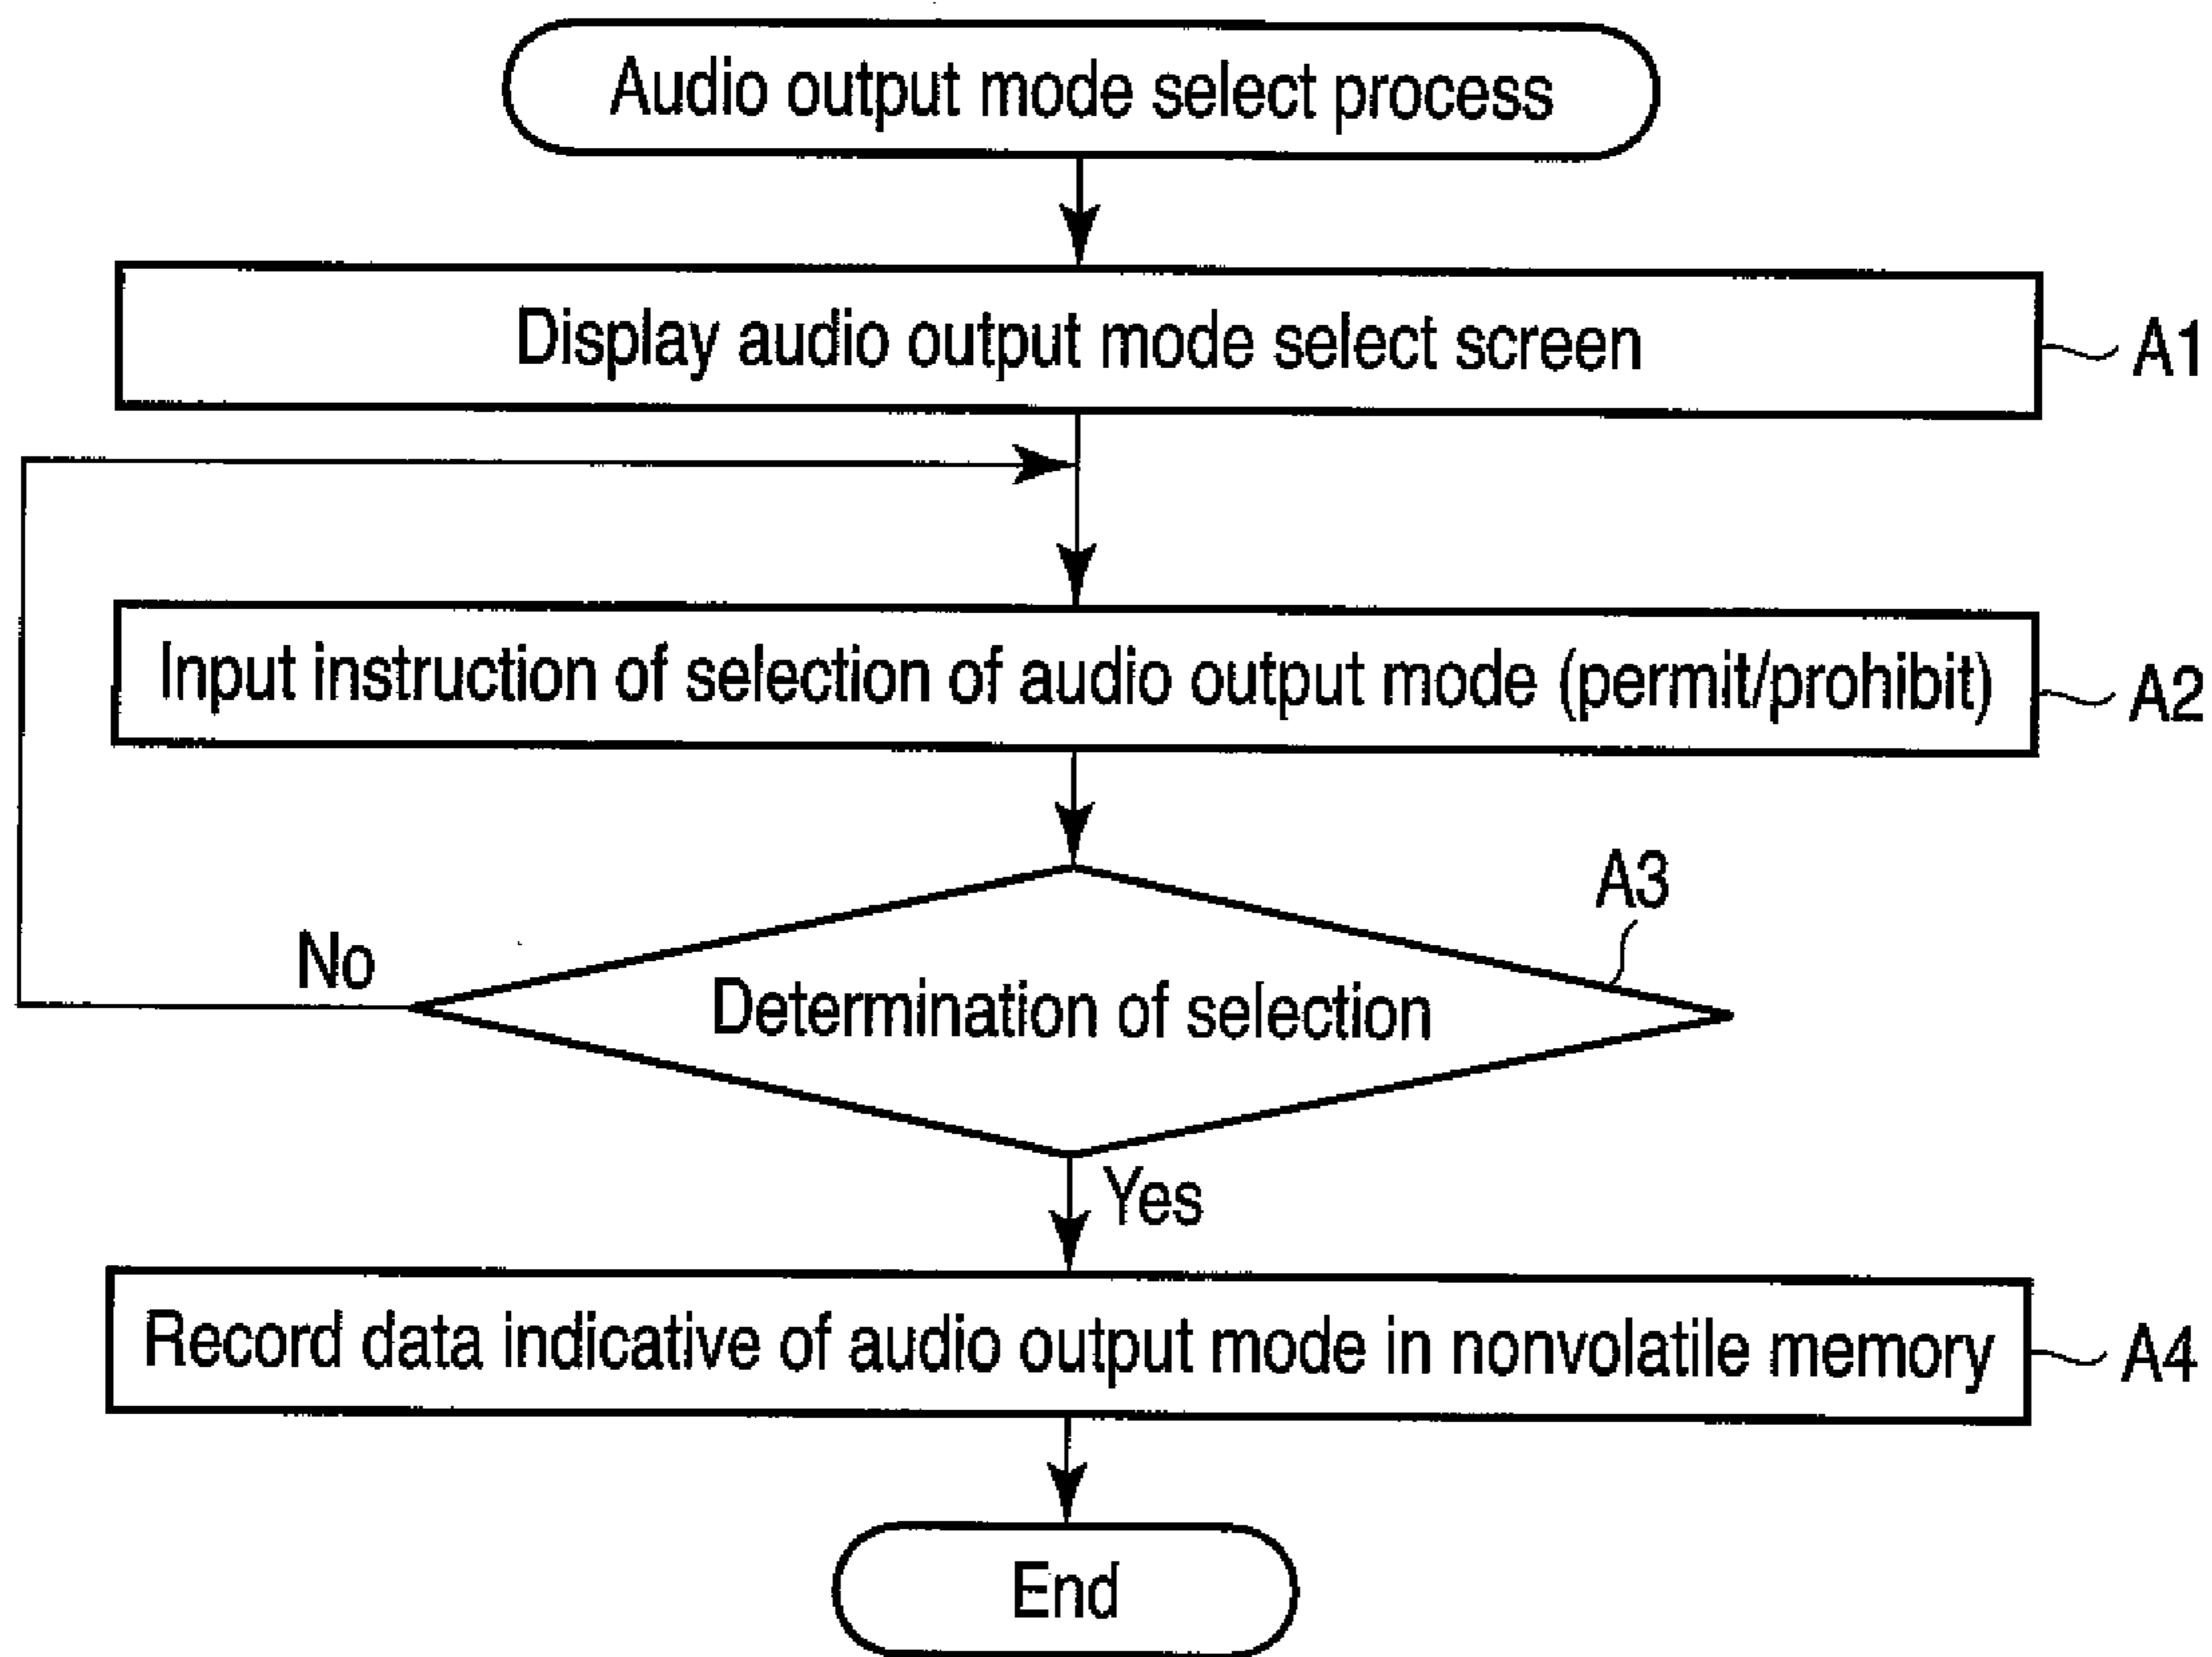 Audio output mode select process
Display audio output mode select screen
A1
Input instruction of selection of audio output mode (permit/prohibit)
A2
A3
No
Determination of selection
Yes
Record data indicative of audio output mode in nonvolatile memory
A4
End